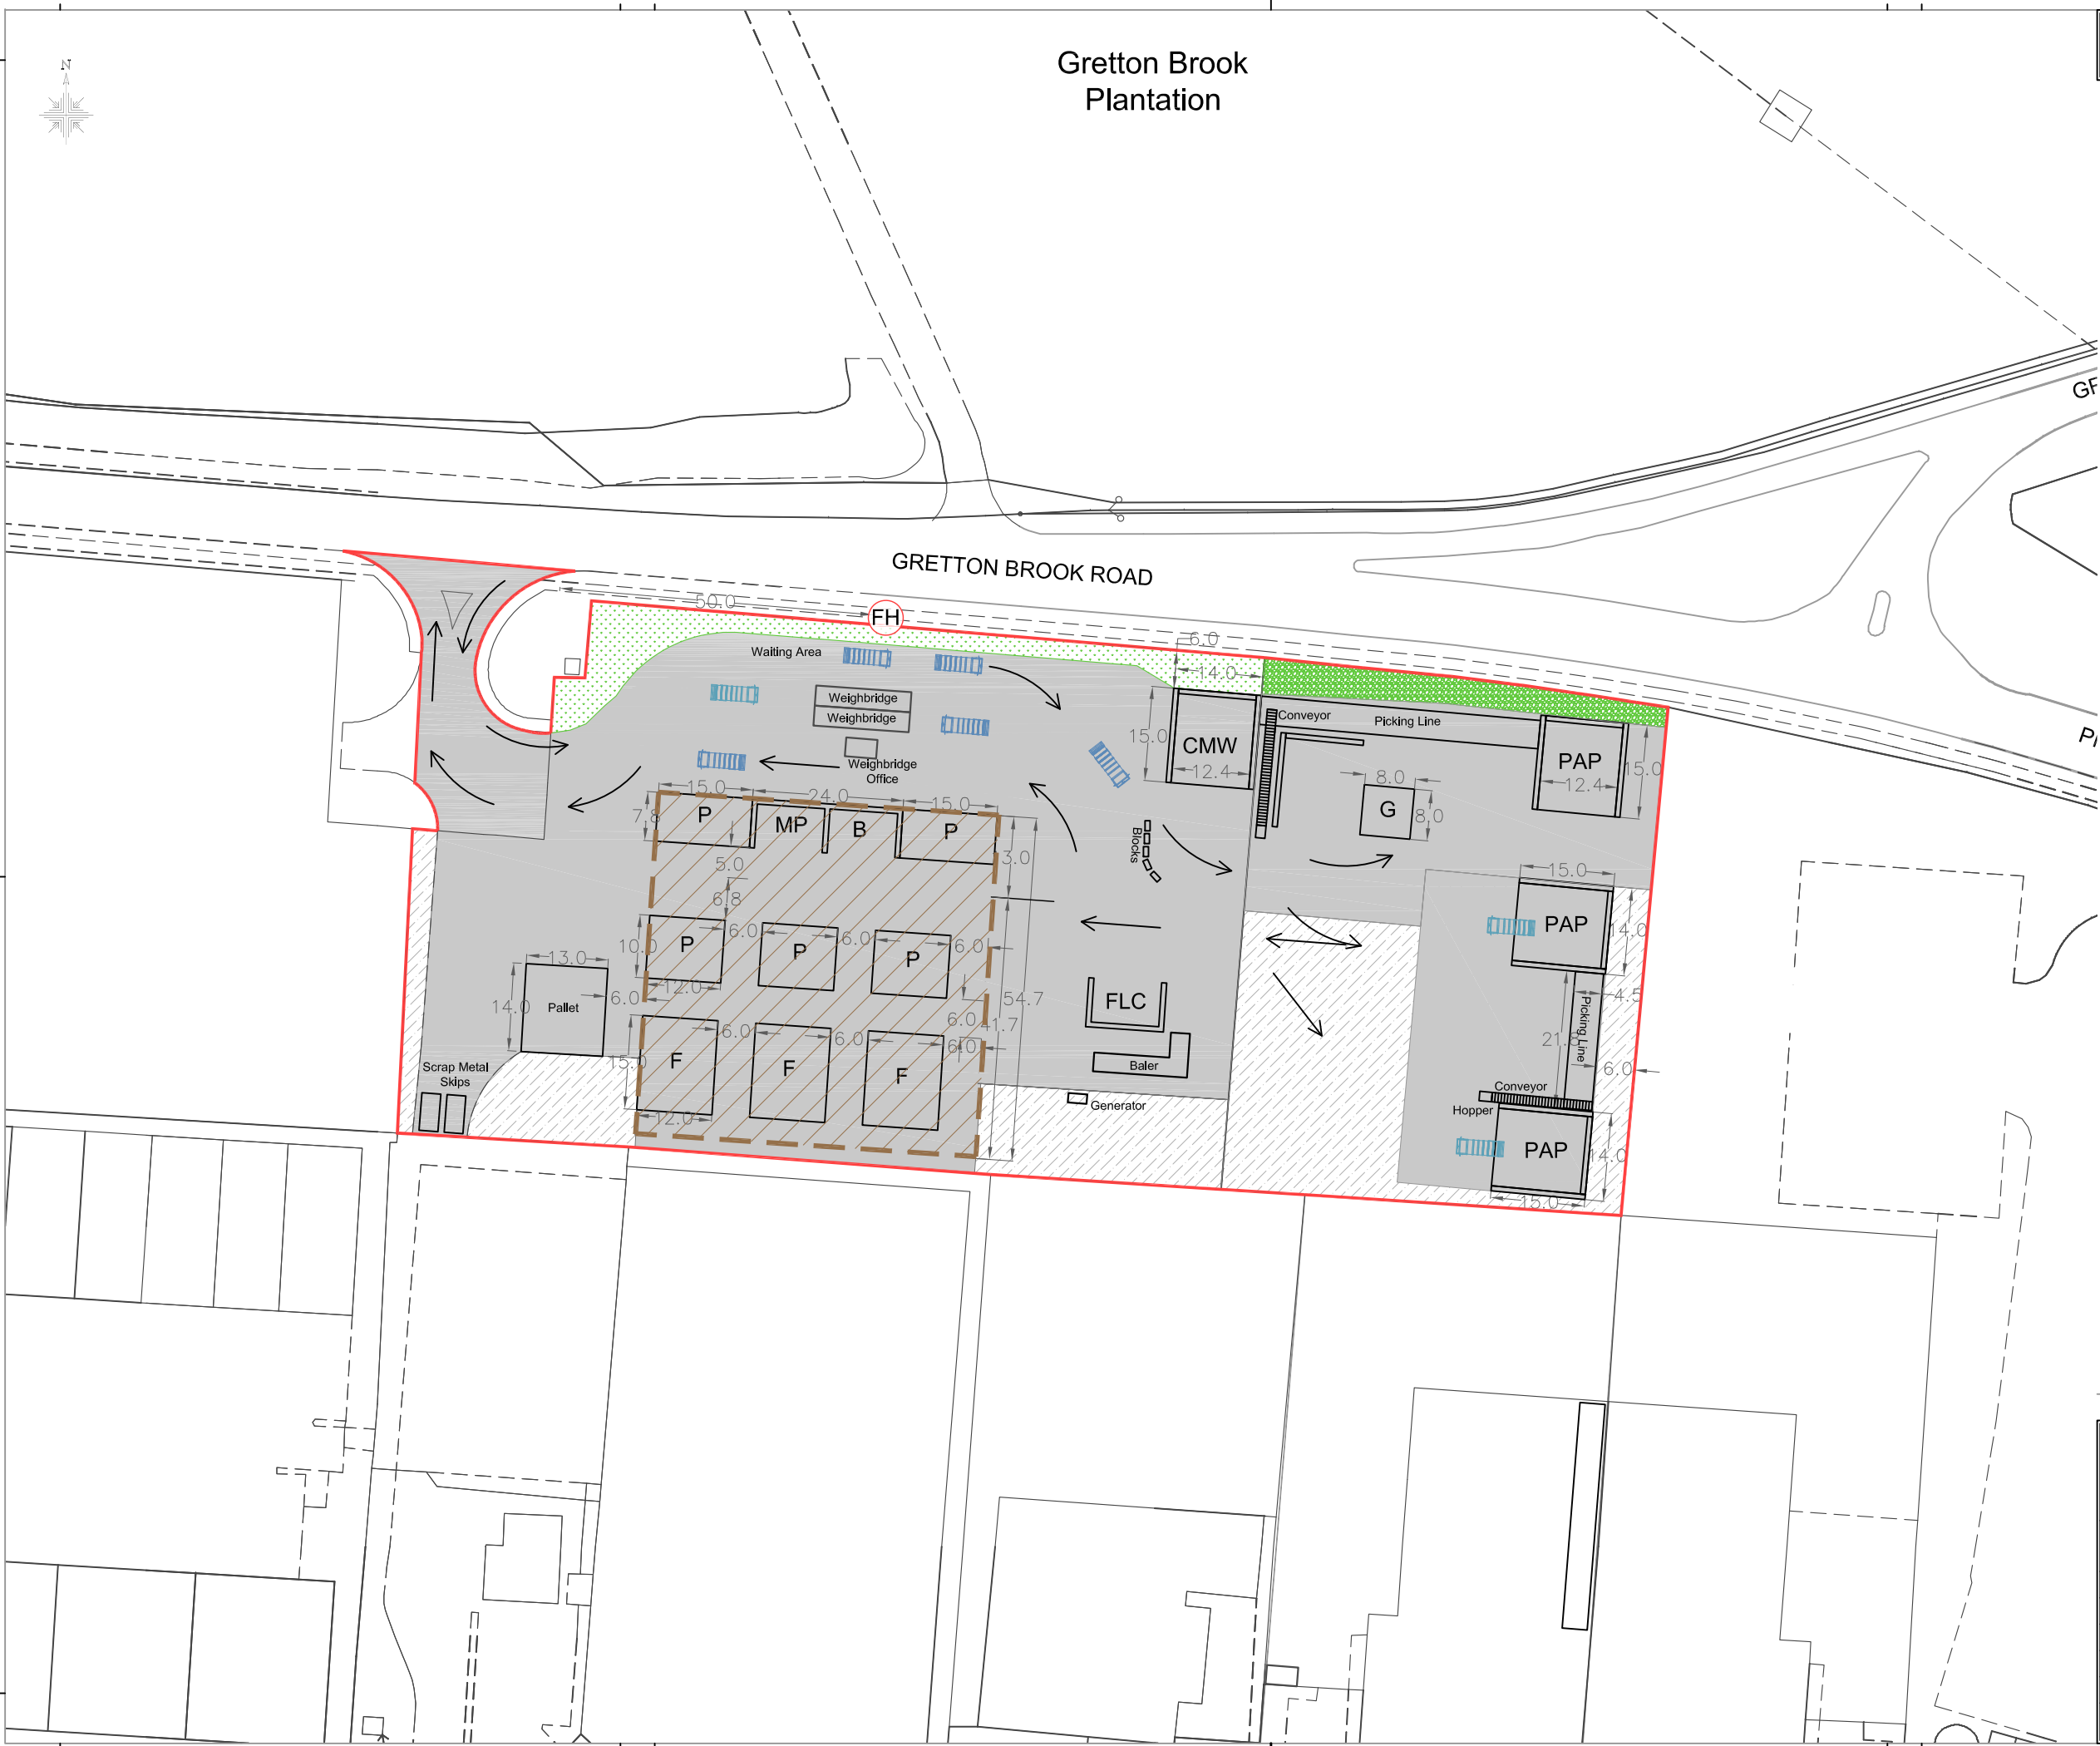 N
Gretton Brook
Plantation
GRETTON BROOK ROAD
50.0
FH
6.0
14.0
Waiting Area
Weighbridge
Weighbridge
Weighbridge
Office
15.0
CMW
12.4
Conveyor
Picking Line
PAP
12.4
15.0
8.0
G
8.0
15.0
24.0
15.0
7.8
P
MP
B
P
5.0
6.8
3.0
Blocks
15.0
PAP
14.0
10.0
P
6.0
P
6.0
P
6.0
12.0
13.0
14.0
Pallet
6.0
54.7
41.7
6.0
FLC
4.5
Picking Line
21.8
6.0
15.0
F
6.0
F
6.0
F
6.0
12.0
Baler
Generator
Scrap Metal
Skips
Conveyor
Hopper
PAP
14.0
15.0